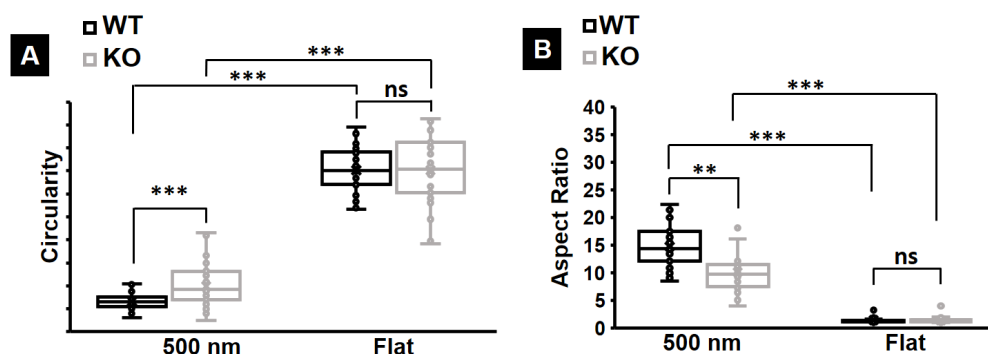 A
WT
KO
***
***
ns
***
Circularity
500 nm
Flat
B
WT
KO
***
***
**
ns
Aspect Ratio
40
35
30
25
20
15
10
5
0
500 nm
Flat